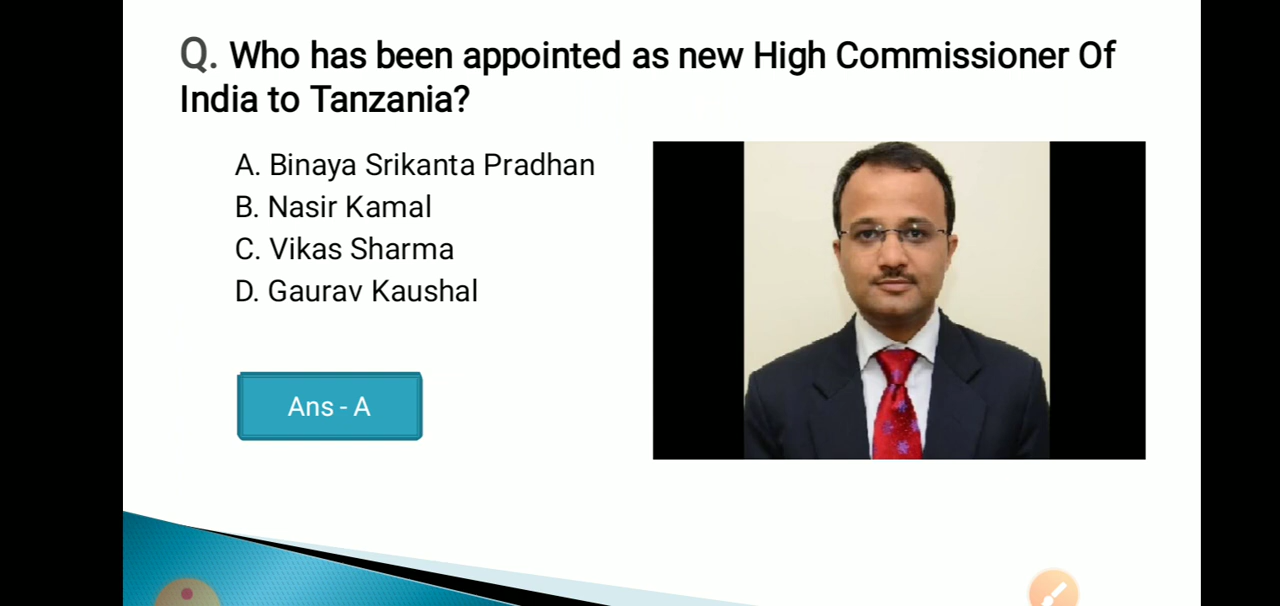 Q. Who has been appointed as new High Commissioner Of
India to Tanzania?
A. Binaya Srikanta Pradhan
B. Nasir Kamal
C. Vikas Sharma
D. Gaurav Kaushal
Ans - A